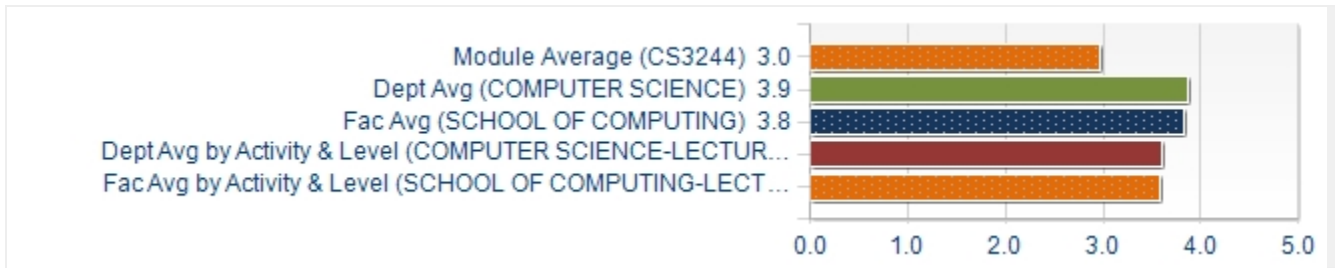 Module Average (CS3244) 3.0
Dept Avg (COMPUTER SCIENCE) 3.9
Fac Avg (SCHOOL OF COMPUTING) 3.8
Dept Avg by Activity & Level (COMPUTER SCIENCE-LECTUR...
Fac Avg by Activity & Level (SCHOOL OF COMPUTING-LECT...
0.0 1.0 2.0 3.0 4.0 5.0